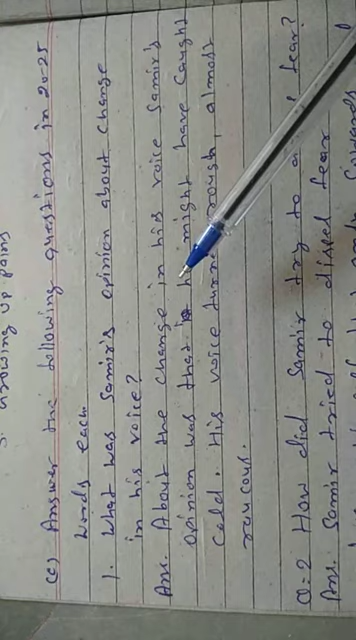 3. Growing up pains
(c) Answer the following questions in 20-25
words each
1. What was Samir's opinion about change
in his voice?
Ans. About the change in his voice Samir's
opinion was that he might have caught
cold. His voice turned rough, almost
raucous.
Q:2 How did Samir try to fear?
Ans. Samir tried to dispel fear